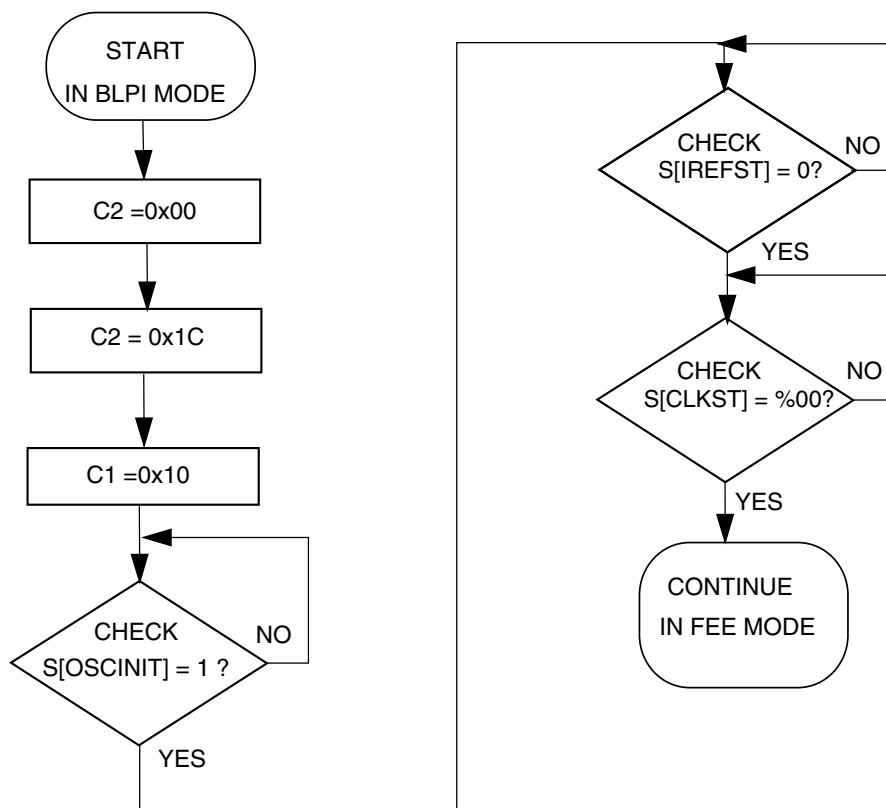 START
IN BLPI MODE
C2 =0x00
C2 = 0x1C
C1 =0x10
CHECK
S[OSCINIT] = 1 ?
NO
YES
CHECK
S[IREFST] = 0?
NO
YES
CHECK
S[CLKST] = %00?
NO
YES
CONTINUE
IN FEE MODE